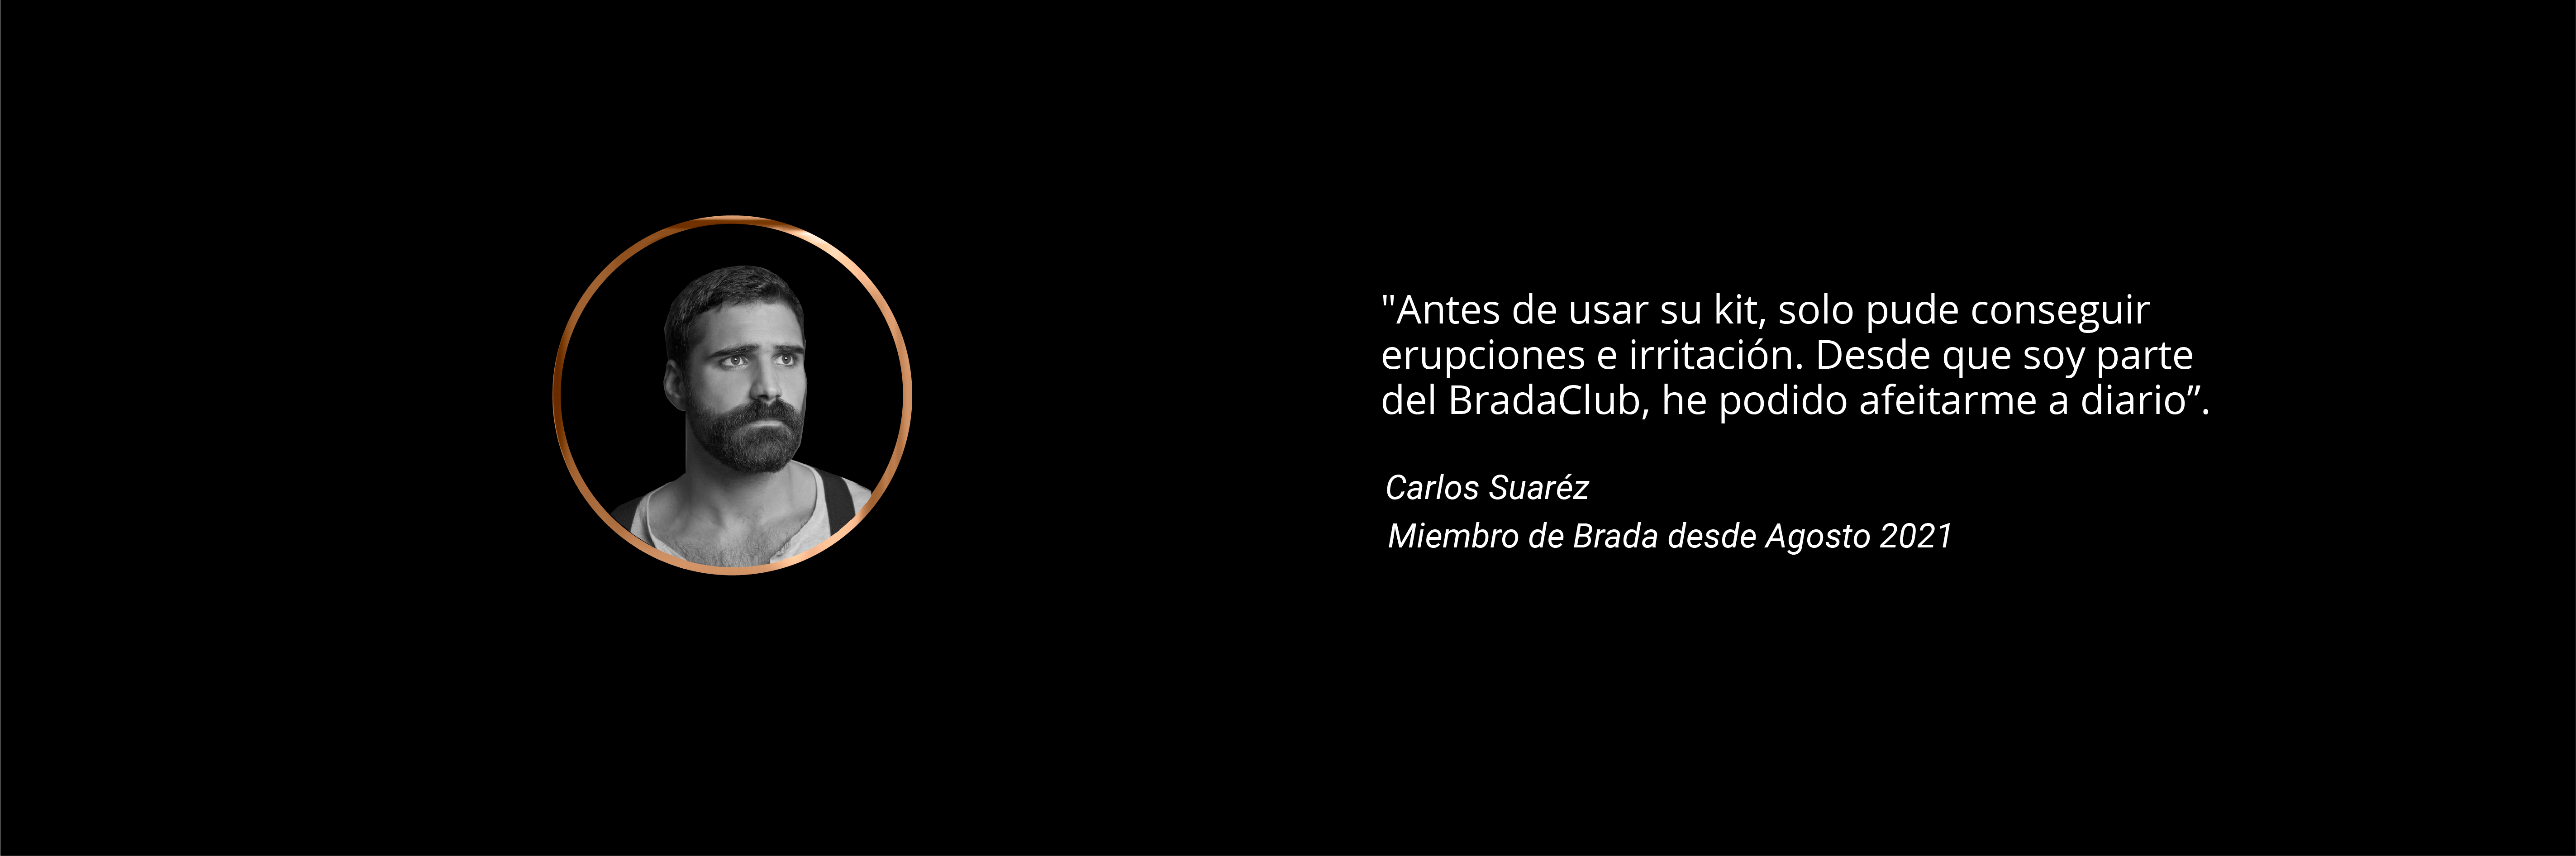 "Antes de usar su kit, solo pude conseguir
erupciones e irritación. Desde que soy parte
del BradaClub, he podido afeitarme a diario”.
Carlos Suaréz
Miembro de Brada desde Agosto 2021